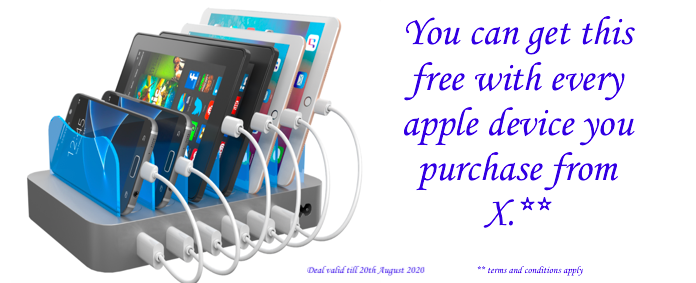 You can get this
free with every
apple device you
purchase from
X.**
Deal valid till 20th August 2020
** terms and conditions apply